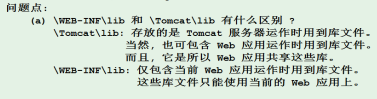 问题点：
(a) \WEB-INF\lib 和 \Tomcat\lib 有什么区别 ?
\Tomcat\lib: 存放的是 Tomcat 服务器运作时用到库文件。
当然，也可包含 Web 应用运作时用到库文件。
而且，它是所以 Web 应用共享这些库。
\WEB-INF\lib: 仅包含当前 Web 应用运作时用到库文件。
这些库文件只能使用当前的 Web 应用上。